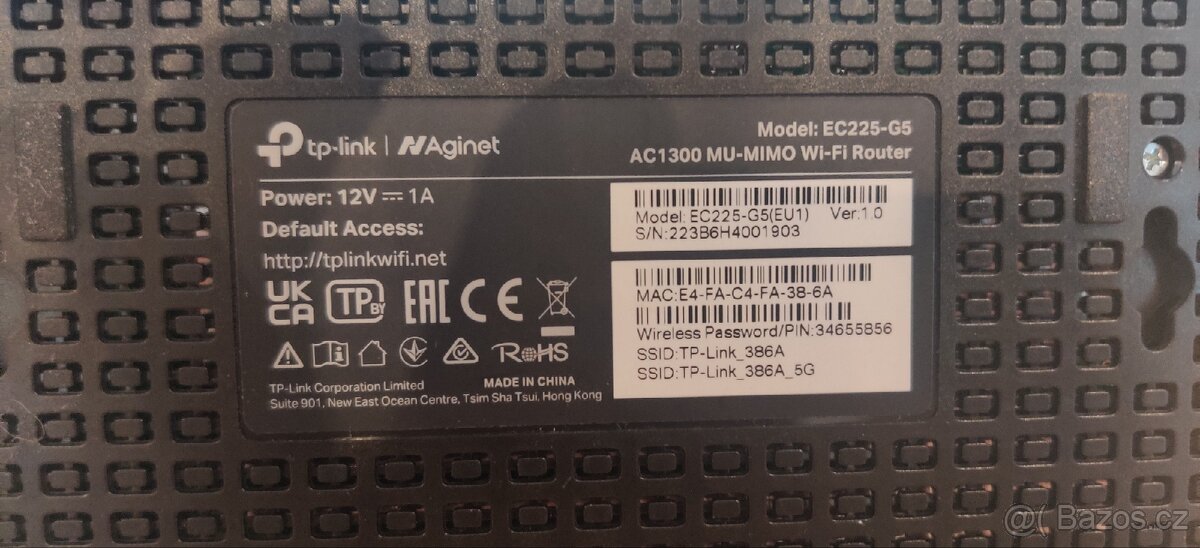 tp-link | Aginet
Model: EC225-G5
AC1300 MU-MIMO Wi-Fi Router
Power: 12V ⎓ 1A
Default Access:
http://tplinkwifi.net
UK
CA
TP BY
EAC
CE
RoHS
TP-Link Corporation Limited
Suite 901, New East Ocean Centre, Tsim Sha Tsui, Hong Kong
MADE IN CHINA
Model: EC225-G5(EU1) Ver:1.0
S/N:223B6H4001903
MAC:E4-FA-C4-FA-38-6A
Wireless Password/PIN:34655856
SSID:TP-Link_386A
SSID:TP-Link_386A_5G
@( Bazos.cz